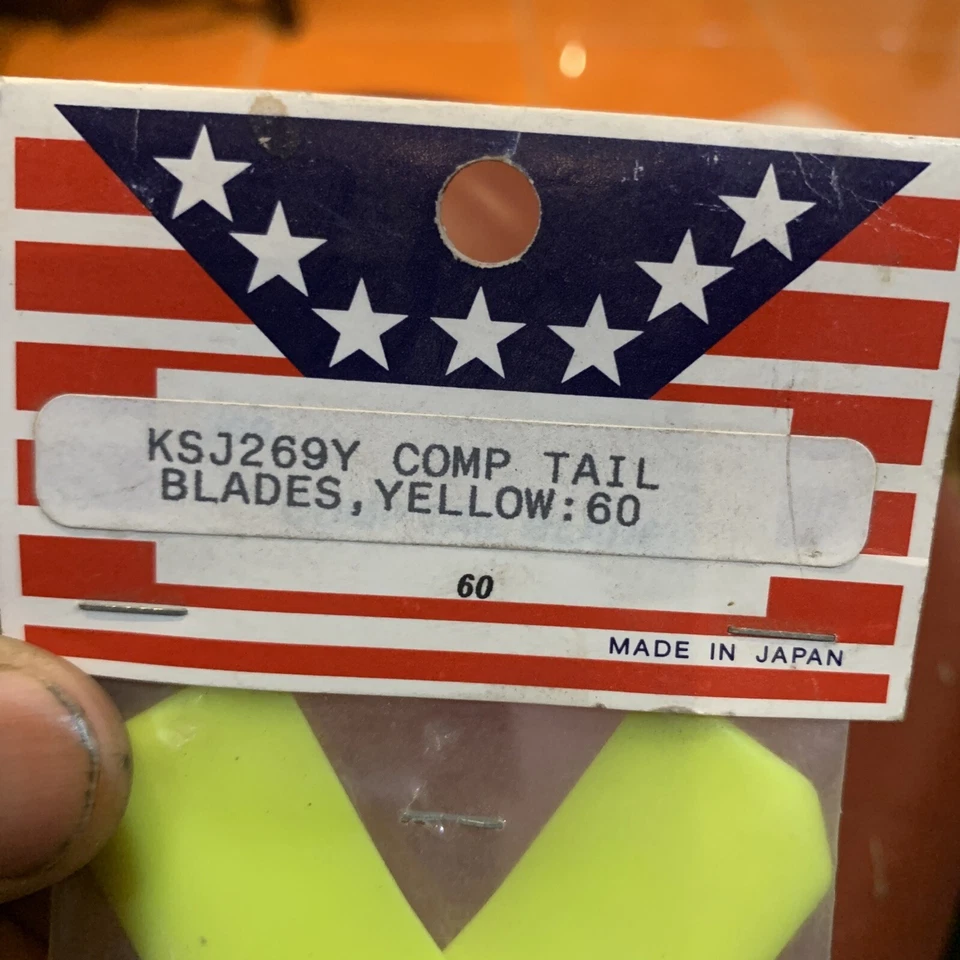 KSJ269Y COMP TAIL
BLADES,YELLOW:60
60
MADE IN JAPAN